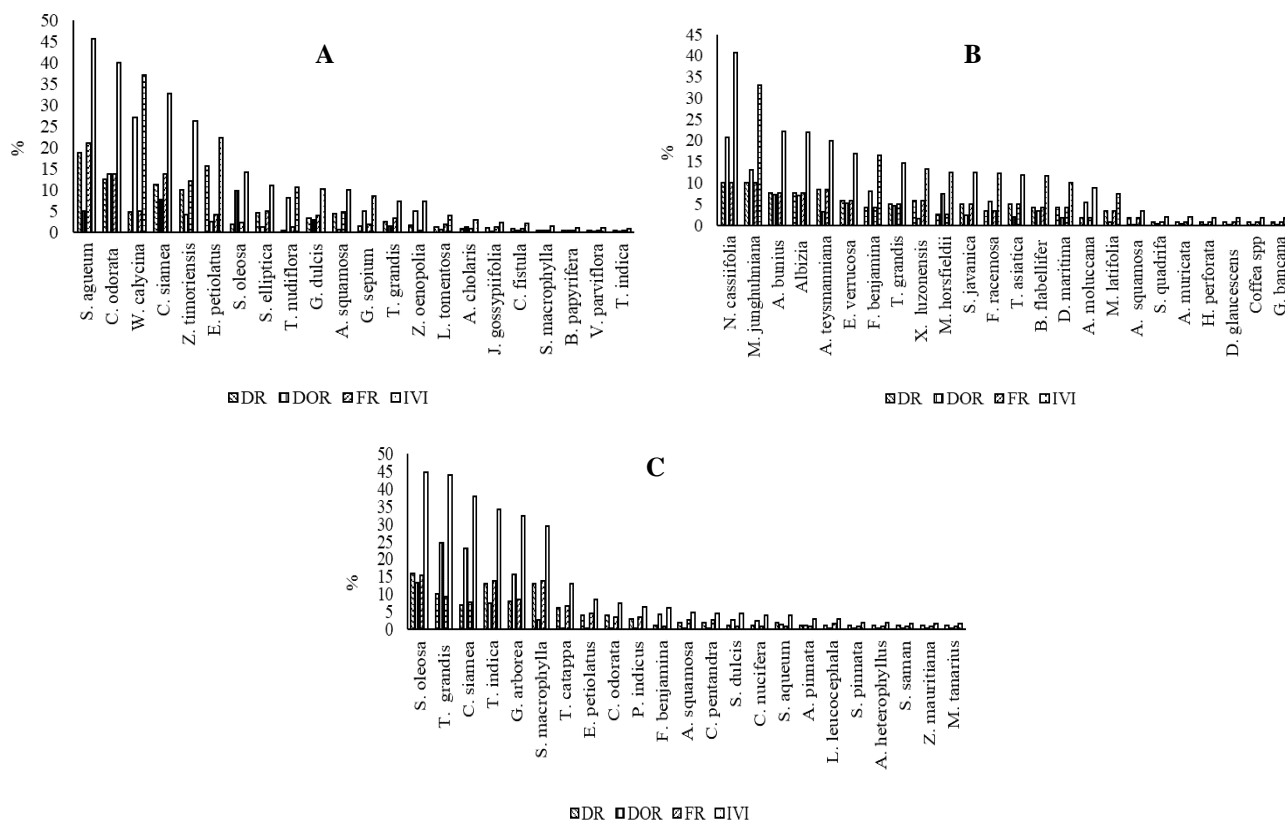 A
%
50
45
40
35
30
25
20
15
10
5
0
S. agueum
C. odorata
W. calycina
C. siamea
Z. timoriensis
E. petiolatus
S. oleosa
S. elliptica
T. nudiflora
G. dulcis
A. squamosa
G. sepium
T. grandis
Z. oenopolia
L. tomentosa
A. cholaris
J. gossypiifolia
C. fistula
S. macrophylla
B. papyrifera
V. parviflora
T. indica
DR DOR FR IVI
B
%
45
40
35
30
25
20
15
10
5
0
N. cassiifolia
M. junghuhniana
A. bunius
Albizia
A. teysmanniana
E. verrucosa
F. benjamina
T. grandis
X. luzonensis
M. horsfieldii
S. javanica
F. racemosa
T. asiatica
B. flabellifer
D. maritima
A. moluccana
M. latifolia
A. squamosa
S. quadrifa
A. muricata
H. perforata
D. glaucescens
Coffea spp
G. bancana
DR DOR FR IVI
C
%
50
45
40
35
30
25
20
15
10
5
0
S. oleosa
T. grandis
C. siamea
T. indica
G. arborea
S. macrophylla
T. catappa
E. petiolatus
C. odorata
P. indicus
F. benjamina
A. squamosa
C. pentandra
S. dulcis
C. nucifera
S. aqueum
A. pinnata
L. leucocephala
S. pinnata
A. heterophyllus
S. saman
Z. mauritiana
M. tanarius
DR DOR FR IVI